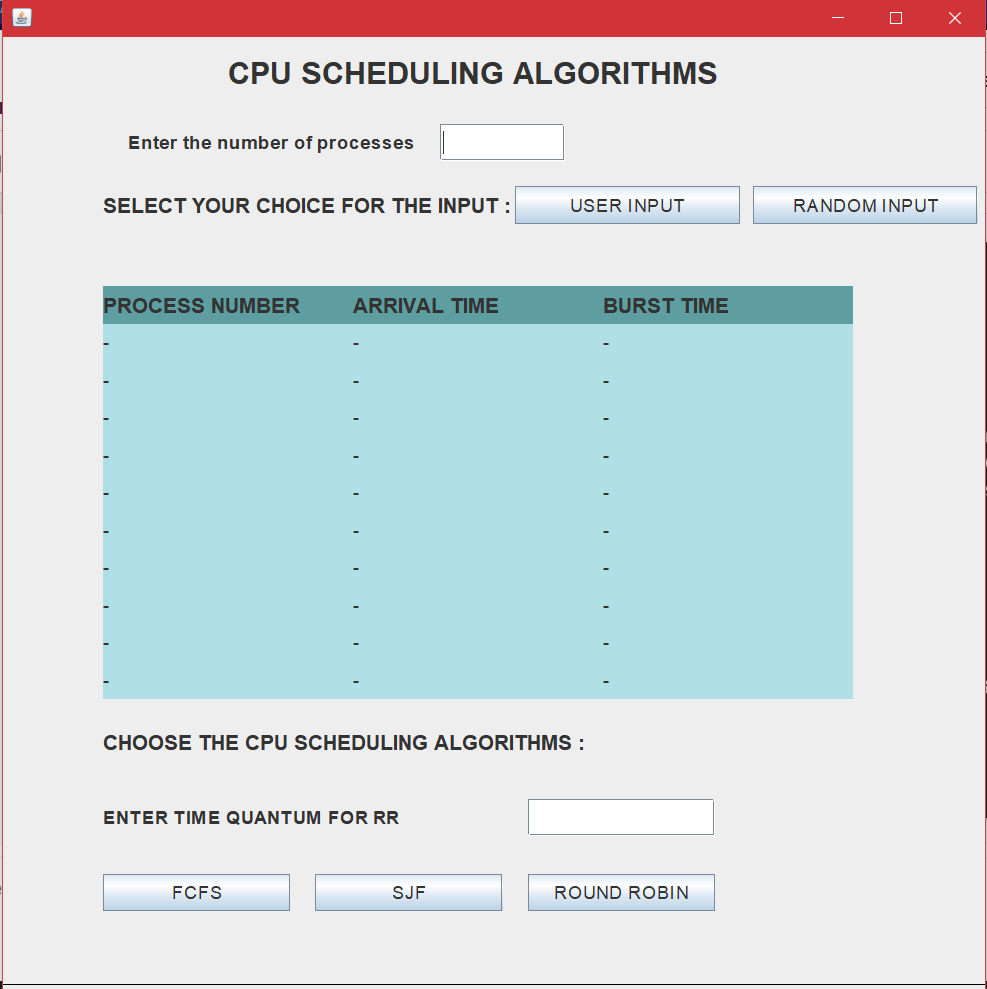 CPU SCHEDULING ALGORITHMS
Enter the number of processes
SELECT YOUR CHOICE FOR THE INPUT : USER INPUT RANDOM INPUT
PROCESS NUMBER ARRIVAL TIME BURST TIME
- - -
- - -
- - -
- - -
- - -
- - -
- - -
- - -
- - -
- - -
CHOOSE THE CPU SCHEDULING ALGORITHMS :
ENTER TIME QUANTUM FOR RR
FCFS SJF ROUND ROBIN